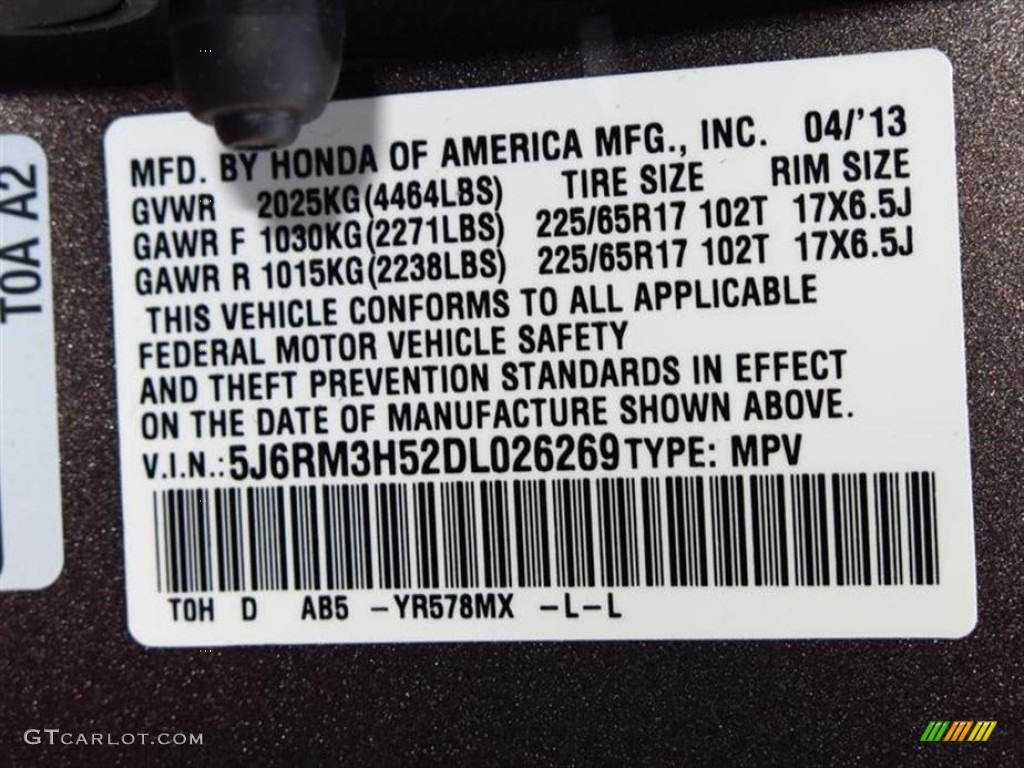 T0A A2
MFD. BY HONDA OF AMERICA MFG., INC. 04/'13
GVWR 2025KG(4464LBS) TIRE SIZE RIM SIZE
GAWR F 1030KG(2271LBS) 225/65R17 102T 17X6.5J
GAWR R 1015KG(2238LBS) 225/65R17 102T 17X6.5J
THIS VEHICLE CONFORMS TO ALL APPLICABLE
FEDERAL MOTOR VEHICLE SAFETY
AND THEFT PREVENTION STANDARDS IN EFFECT
ON THE DATE OF MANUFACTURE SHOWN ABOVE.
V.I.N.:5J6RM3H52DL026269 TYPE: MPV
T0H D AB5 -YR578MX -L-L
GTCARLOT.COM